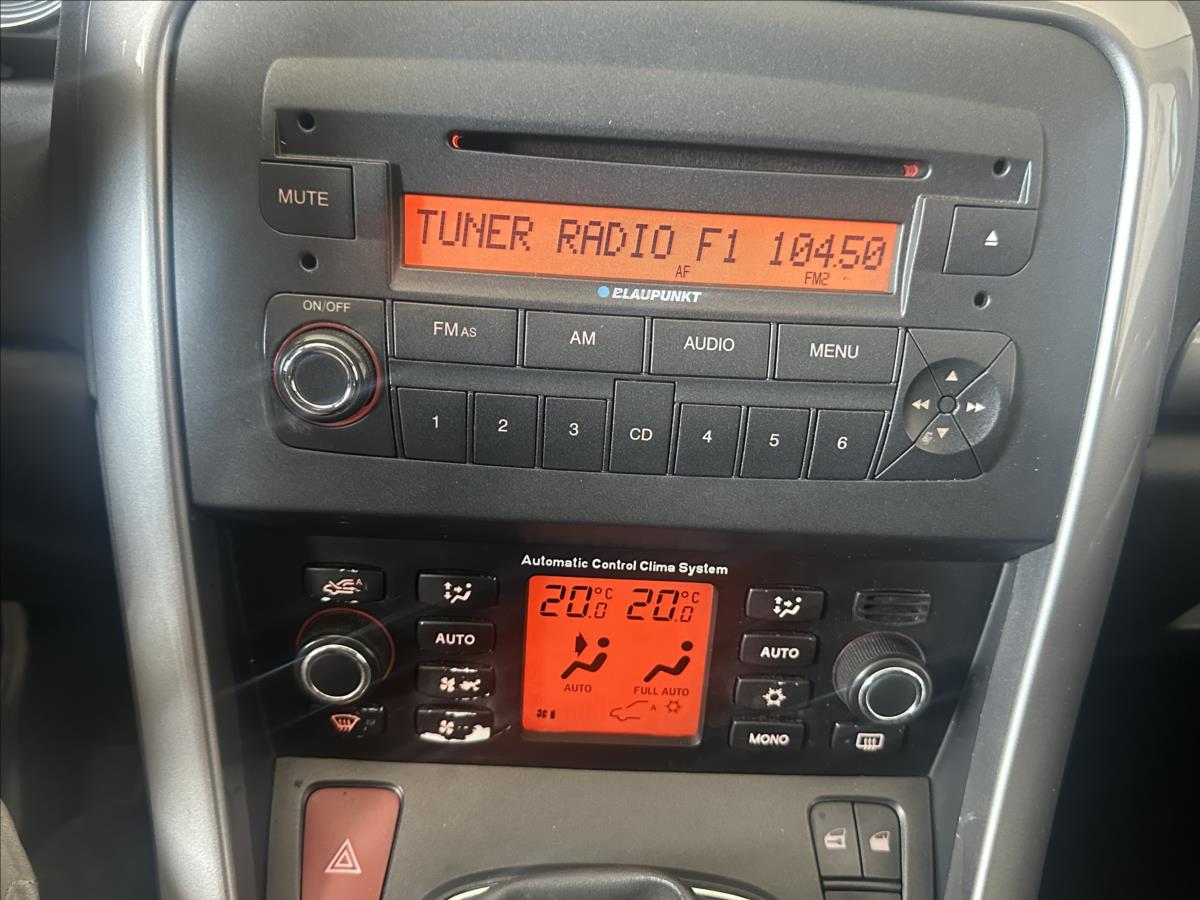 MUTE
TUNER RADIO F1 104.50
AF FM2
BLAUPUNKT
ON/OFF
FM AS AM AUDIO MENU
1 2 3 CD 4 5 6
Automatic Control Clima System
20.0°C 20.0°C
AUTO AUTO
AUTO FULL AUTO
A
MONO